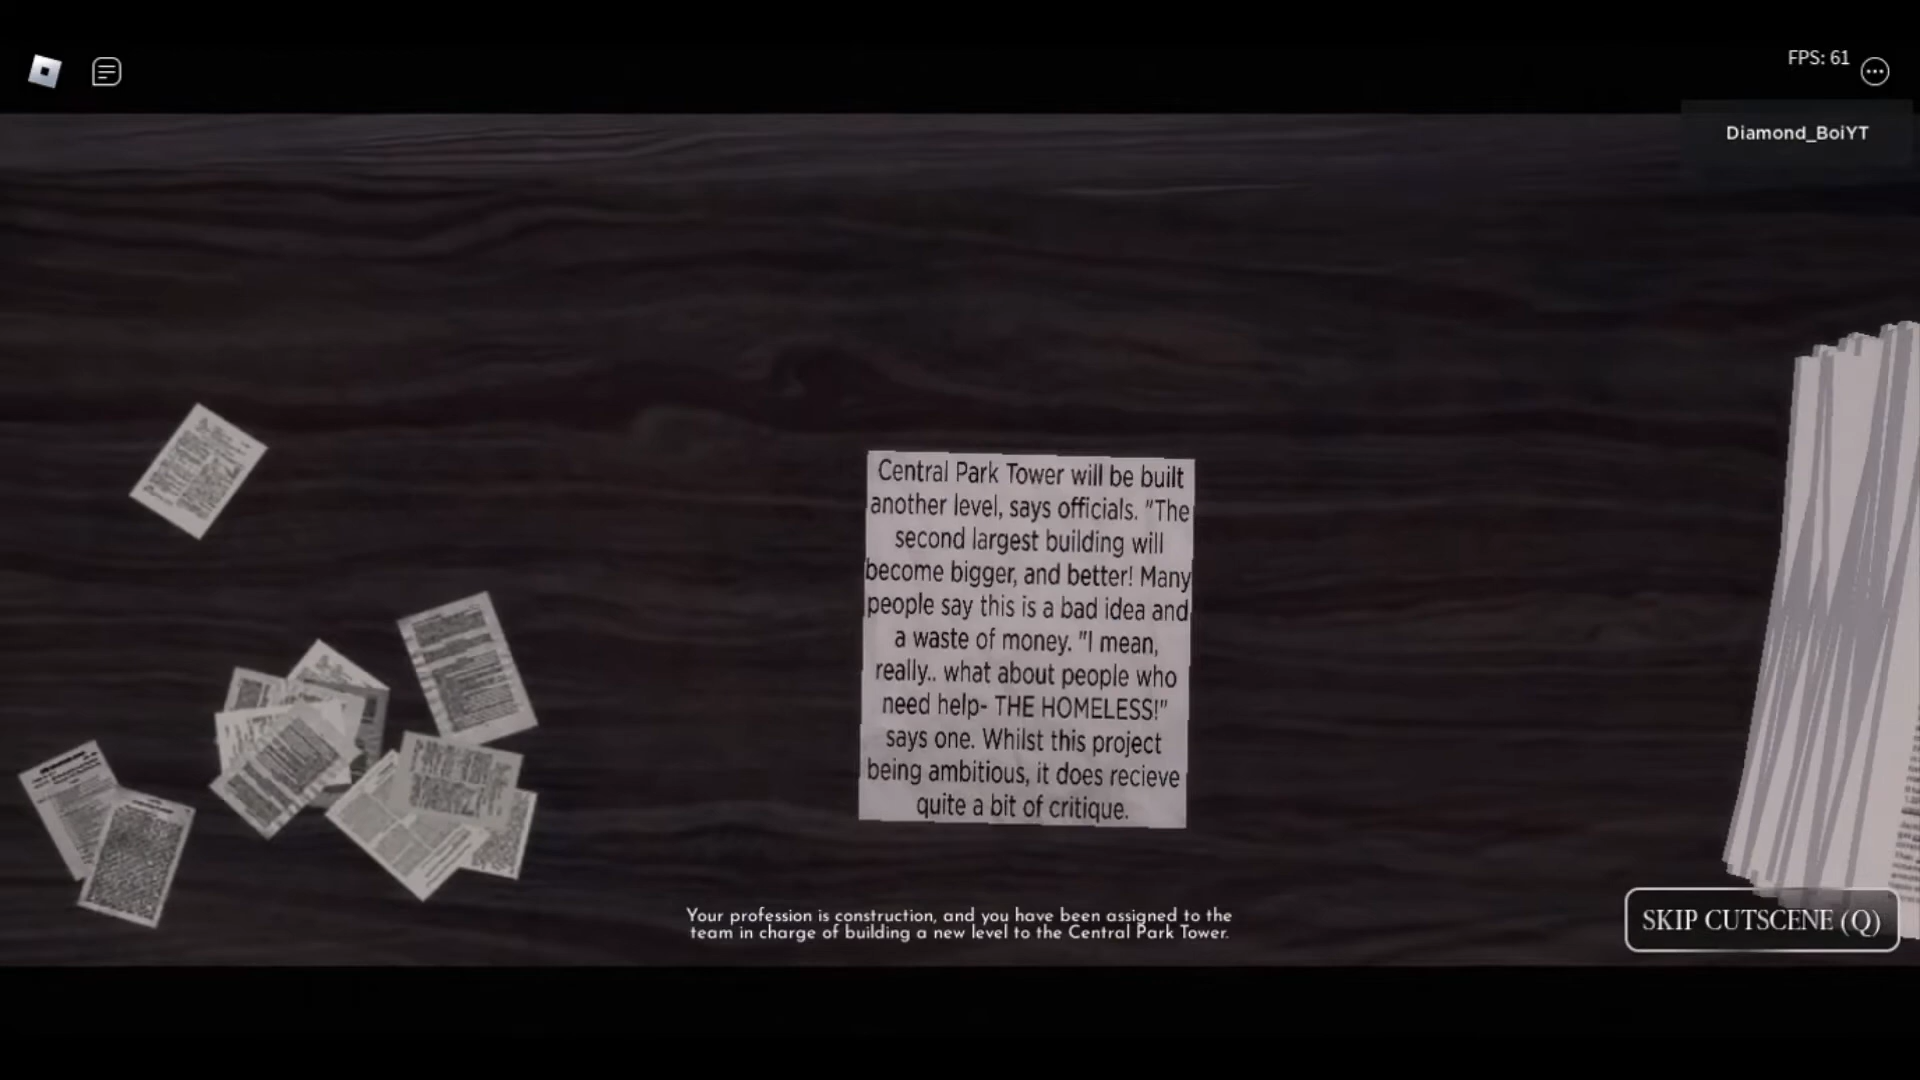 FPS: 61
Diamond_BoiYT
Central Park Tower will be built
another level, says officials. "The
second largest building will
become bigger, and better! Many
people say this is a bad idea and
a waste of money. "I mean,
really.. what about people who
need help- THE HOMELESS!"
says one. Whilst this project
being ambitious, it does recieve
quite a bit of critique.
Your profession is construction, and you have been assigned to the
team in charge of building a new level to the Central Park Tower.
SKIP CUTSCENE (Q)